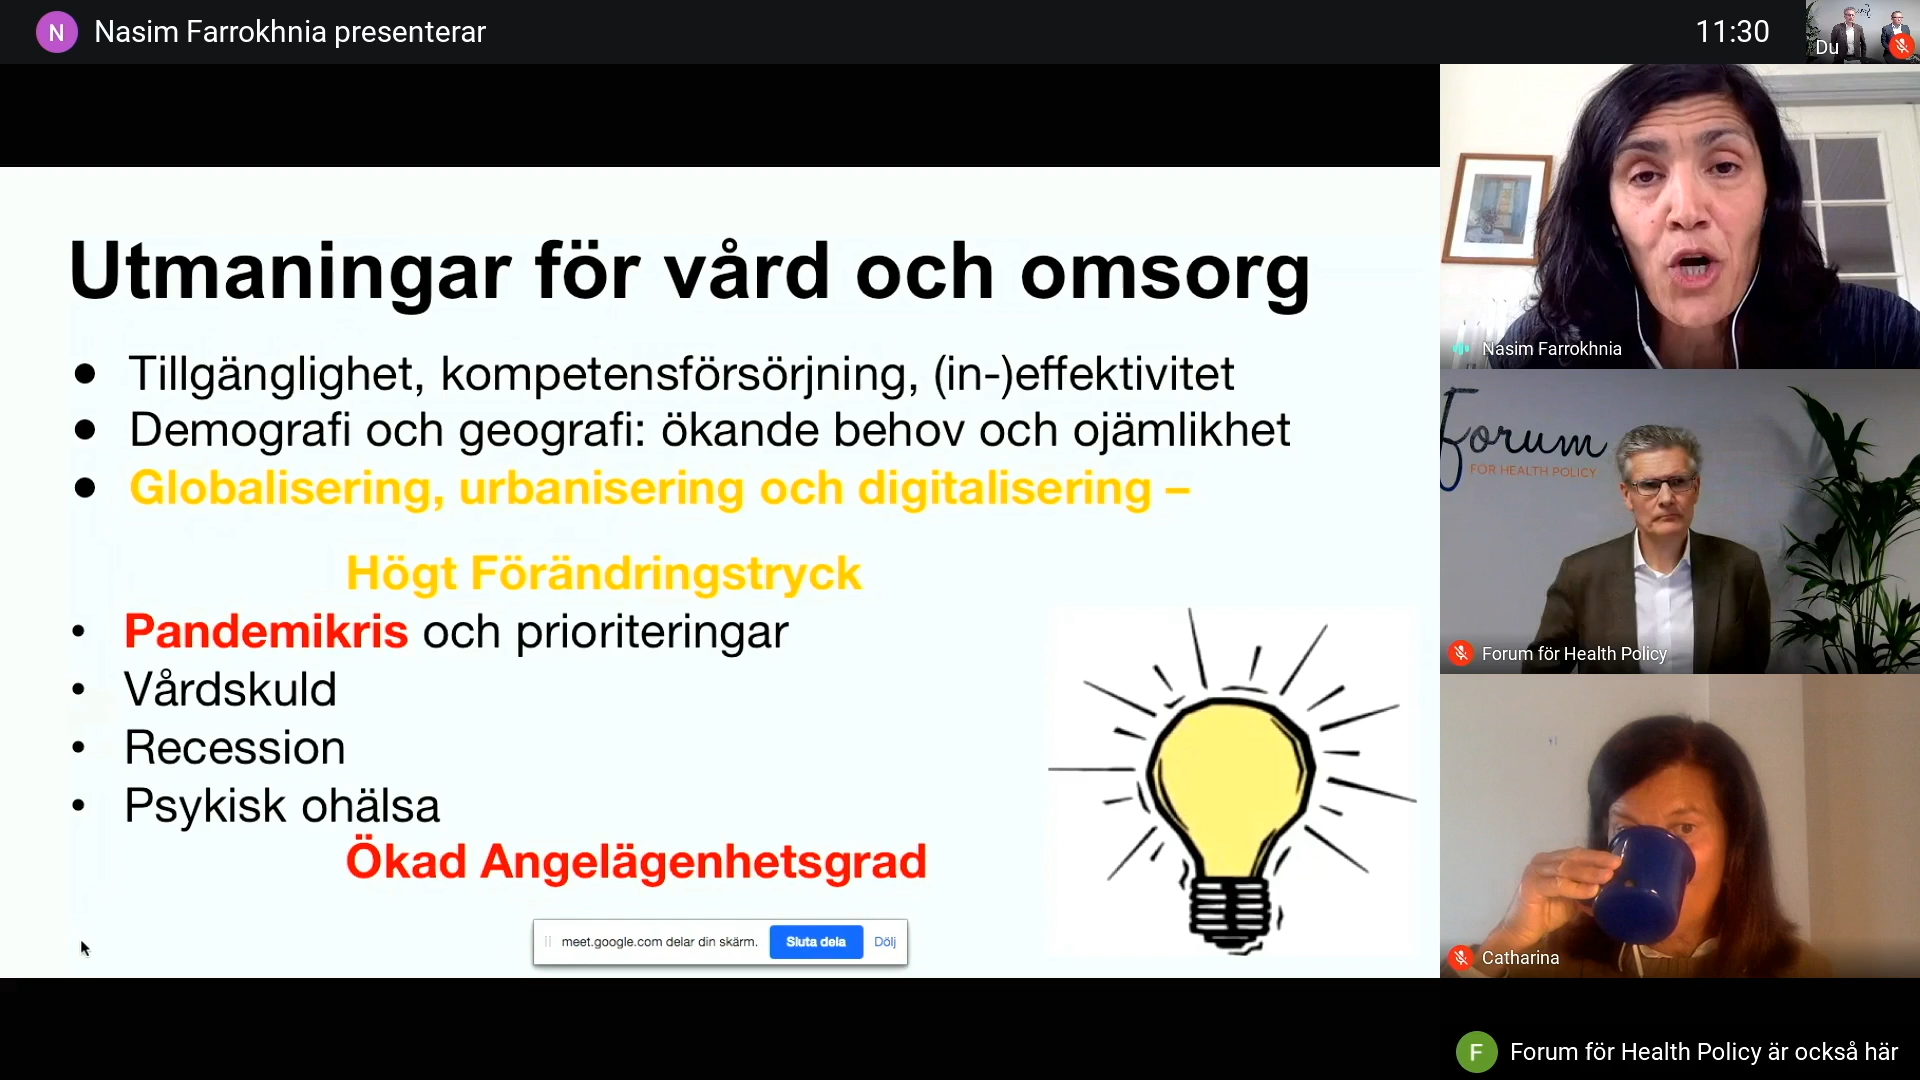 N Nasim Farrokhnia presenterar
11:30
Du
Utmaningar för vård och omsorg
● Tillgänglighet, kompetensförsörjning, (in-)effektivitet
● Demografi och geografi: ökande behov och ojämlikhet
● Globalisering, urbanisering och digitalisering –
Högt Förändringstryck
• Pandemikris och prioriteringar
• Vårdskuld
• Recession
• Psykisk ohälsa
Ökad Angelägenhetsgrad
meet.google.com delar din skärm. Sluta dela Dölj
Nasim Farrokhnia
Forum
FÖR HEALTH POLICY
Forum för Health Policy
Catharina
F Forum för Health Policy är också här